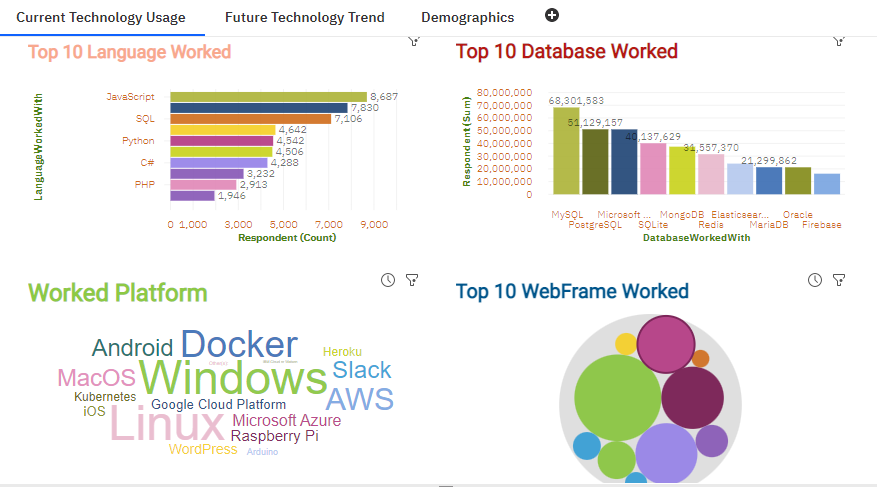 Current Technology Usage
Future Technology Trend
Demographics
Top 10 Language Worked
LanguageWorkedWith
JavaScript
SQL
Python
C#
PHP
8,687
7,830
7,106
4,642
4,542
4,506
4,288
3,232
2,913
1,946
0 1,000 3,000 5,000 7,000 9,000
Respondent (Count)
Top 10 Database Worked
Respondent (Sum)
80,000,000
70,000,000
60,000,000
50,000,000
40,000,000
30,000,000
20,000,000
10,000,000
0
68,301,583
51,129,157
40,137,629
31,557,370
21,299,862
MySQL Microsoft ... MongoDB Elasticsear... Oracle
PostgreSQL SQLite Redis MariaDB Firebase
DatabaseWorkedWith
Worked Platform
Android Docker
Heroku
MacOS Windows Slack
Kubernetes
Google Cloud Platform AWS
iOS
Linux Microsoft Azure
Raspberry Pi
WordPress Arduino
Top 10 WebFrame Worked